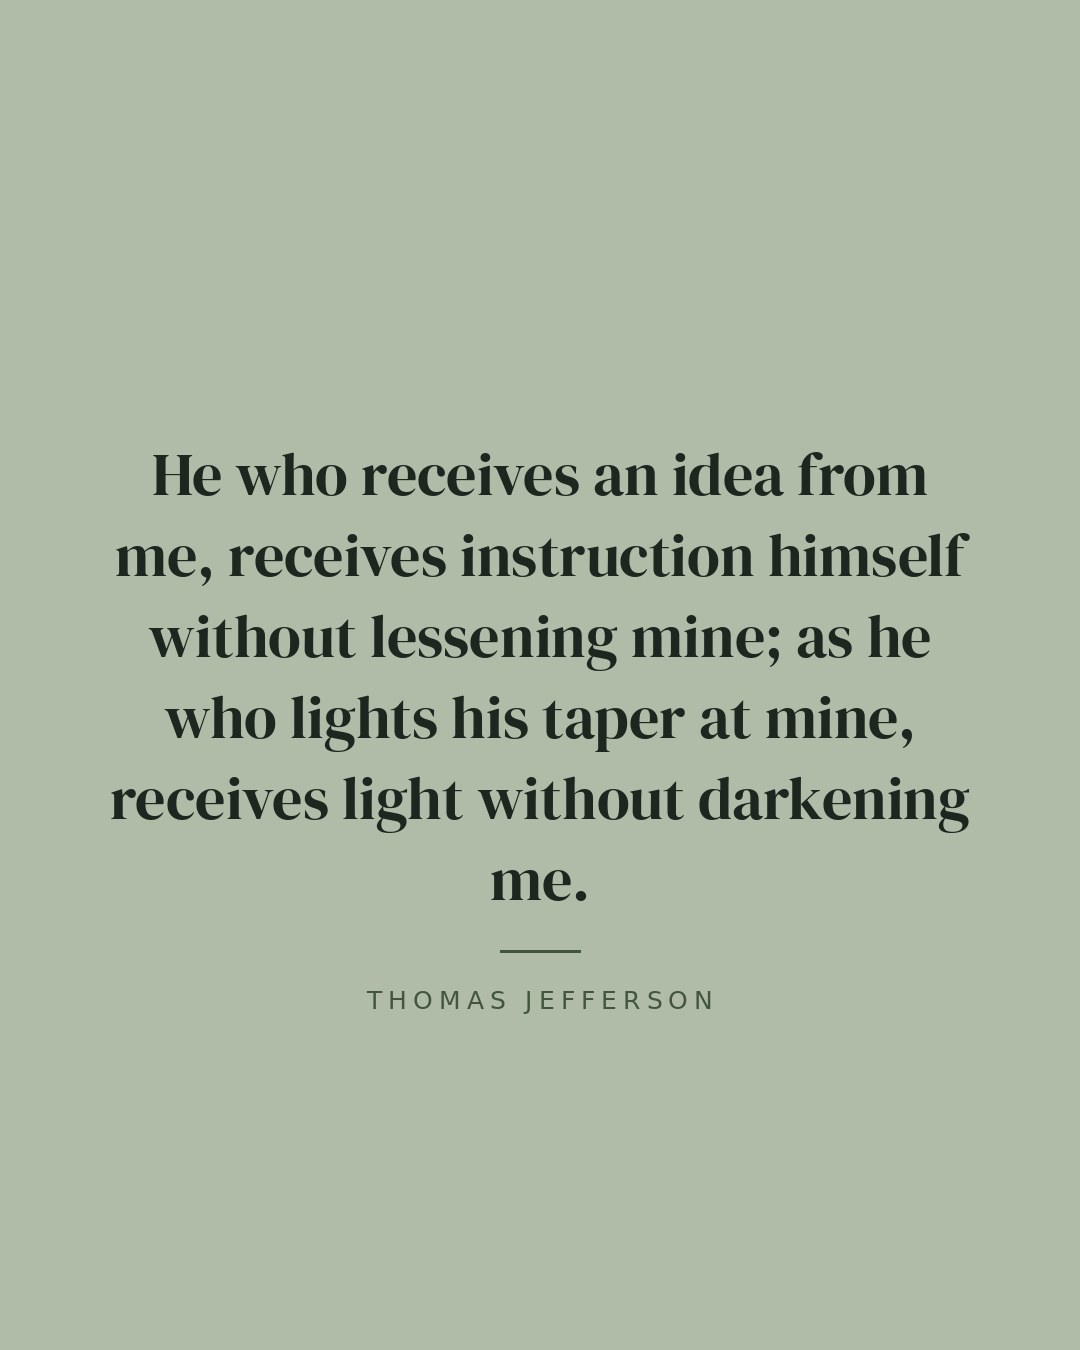 He who receives an idea from
me, receives instruction himself
without lessening mine; as he
who lights his taper at mine,
receives light without darkening
me.
THOMAS JEFFERSON